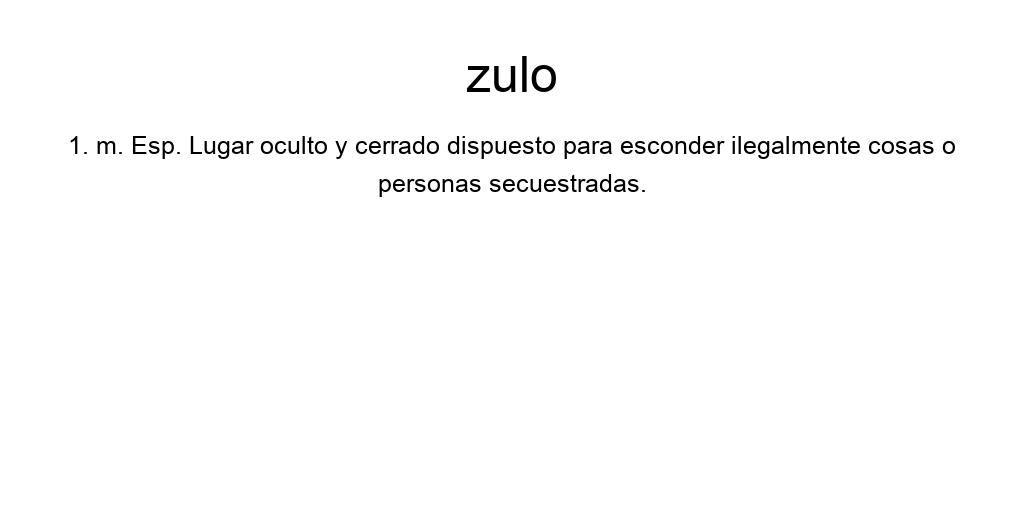 zulo
1. m. Esp. Lugar oculto y cerrado dispuesto para esconder ilegalmente cosas o
personas secuestradas.